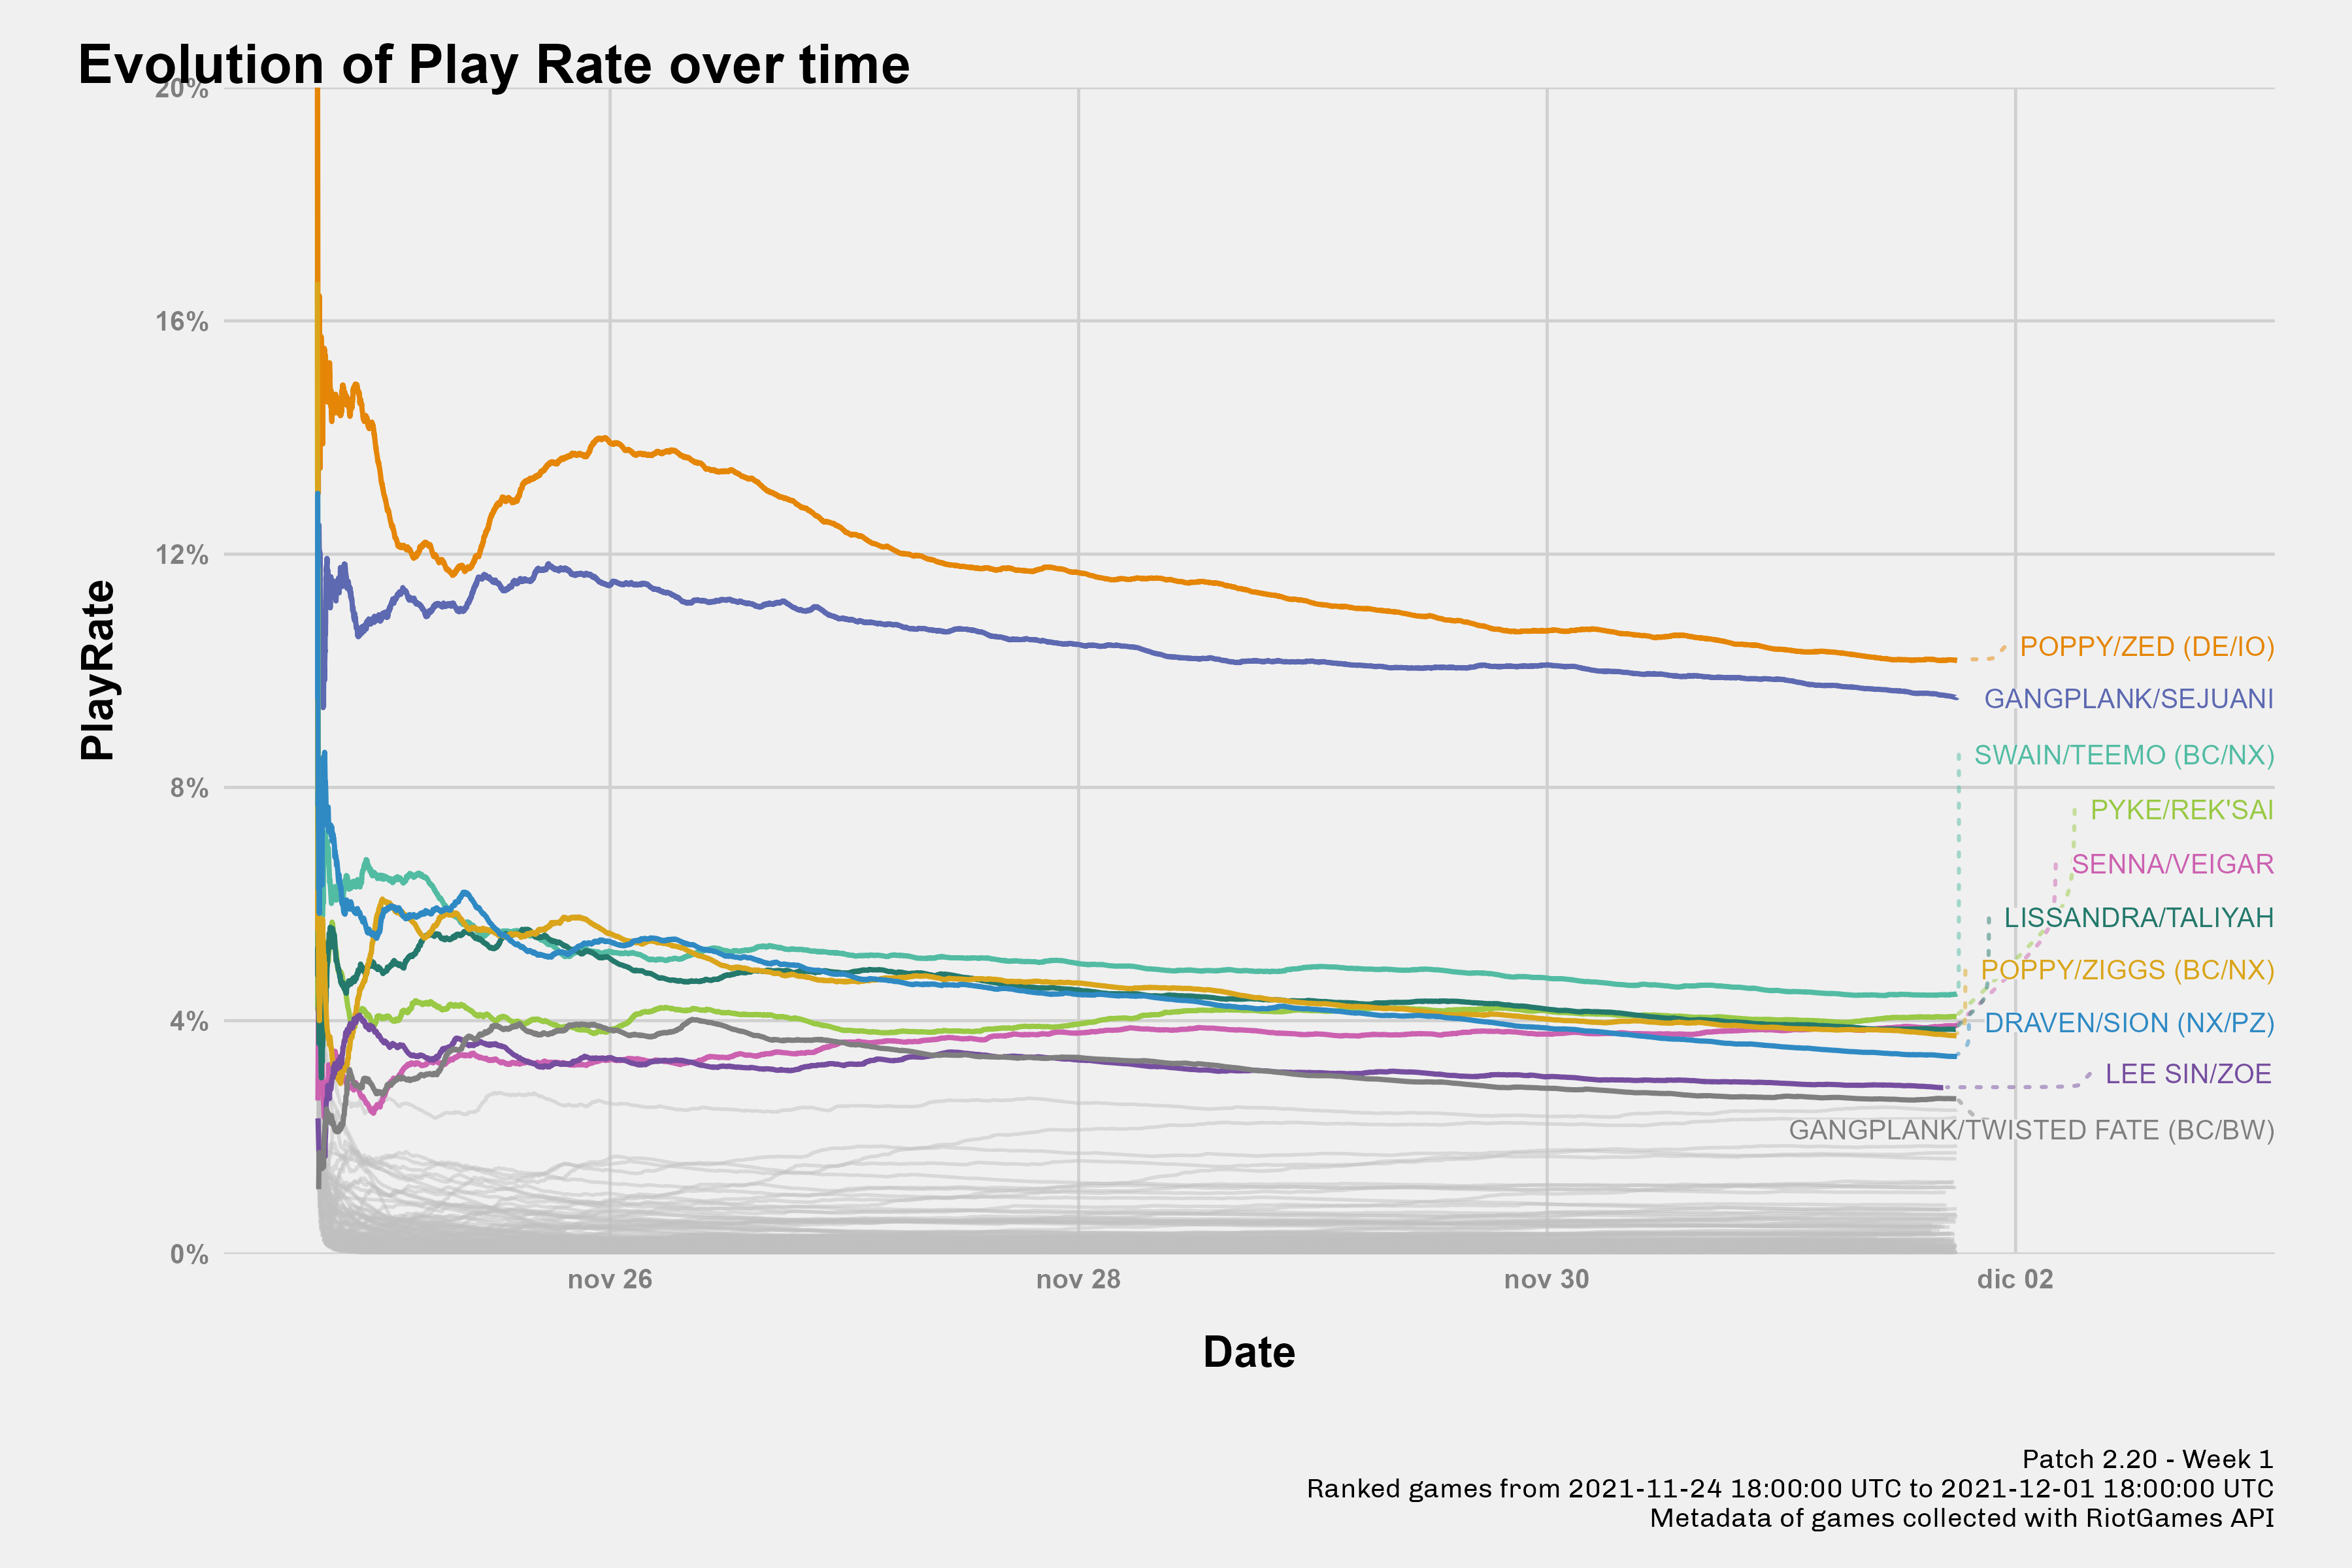 Evolution of Play Rate over time
20%
16%
12%
8%
4%
0%
PlayRate
POPPY/ZED (DE/IO)
GANGPLANK/SEJUANI
SWAIN/TEEMO (BC/NX)
PYKE/REK'SAI
SENNA/VEIGAR
LISSANDRA/TALIYAH
POPPY/ZIGGS (BC/NX)
DRAVEN/SION (NX/PZ)
LEE SIN/ZOE
GANGPLANK/TWISTED FATE (BC/BW)
nov 26 nov 28 nov 30 dic 02
Date
Patch 2.20 - Week 1
Ranked games from 2021-11-24 18:00:00 UTC to 2021-12-01 18:00:00 UTC
Metadata of games collected with RiotGames API